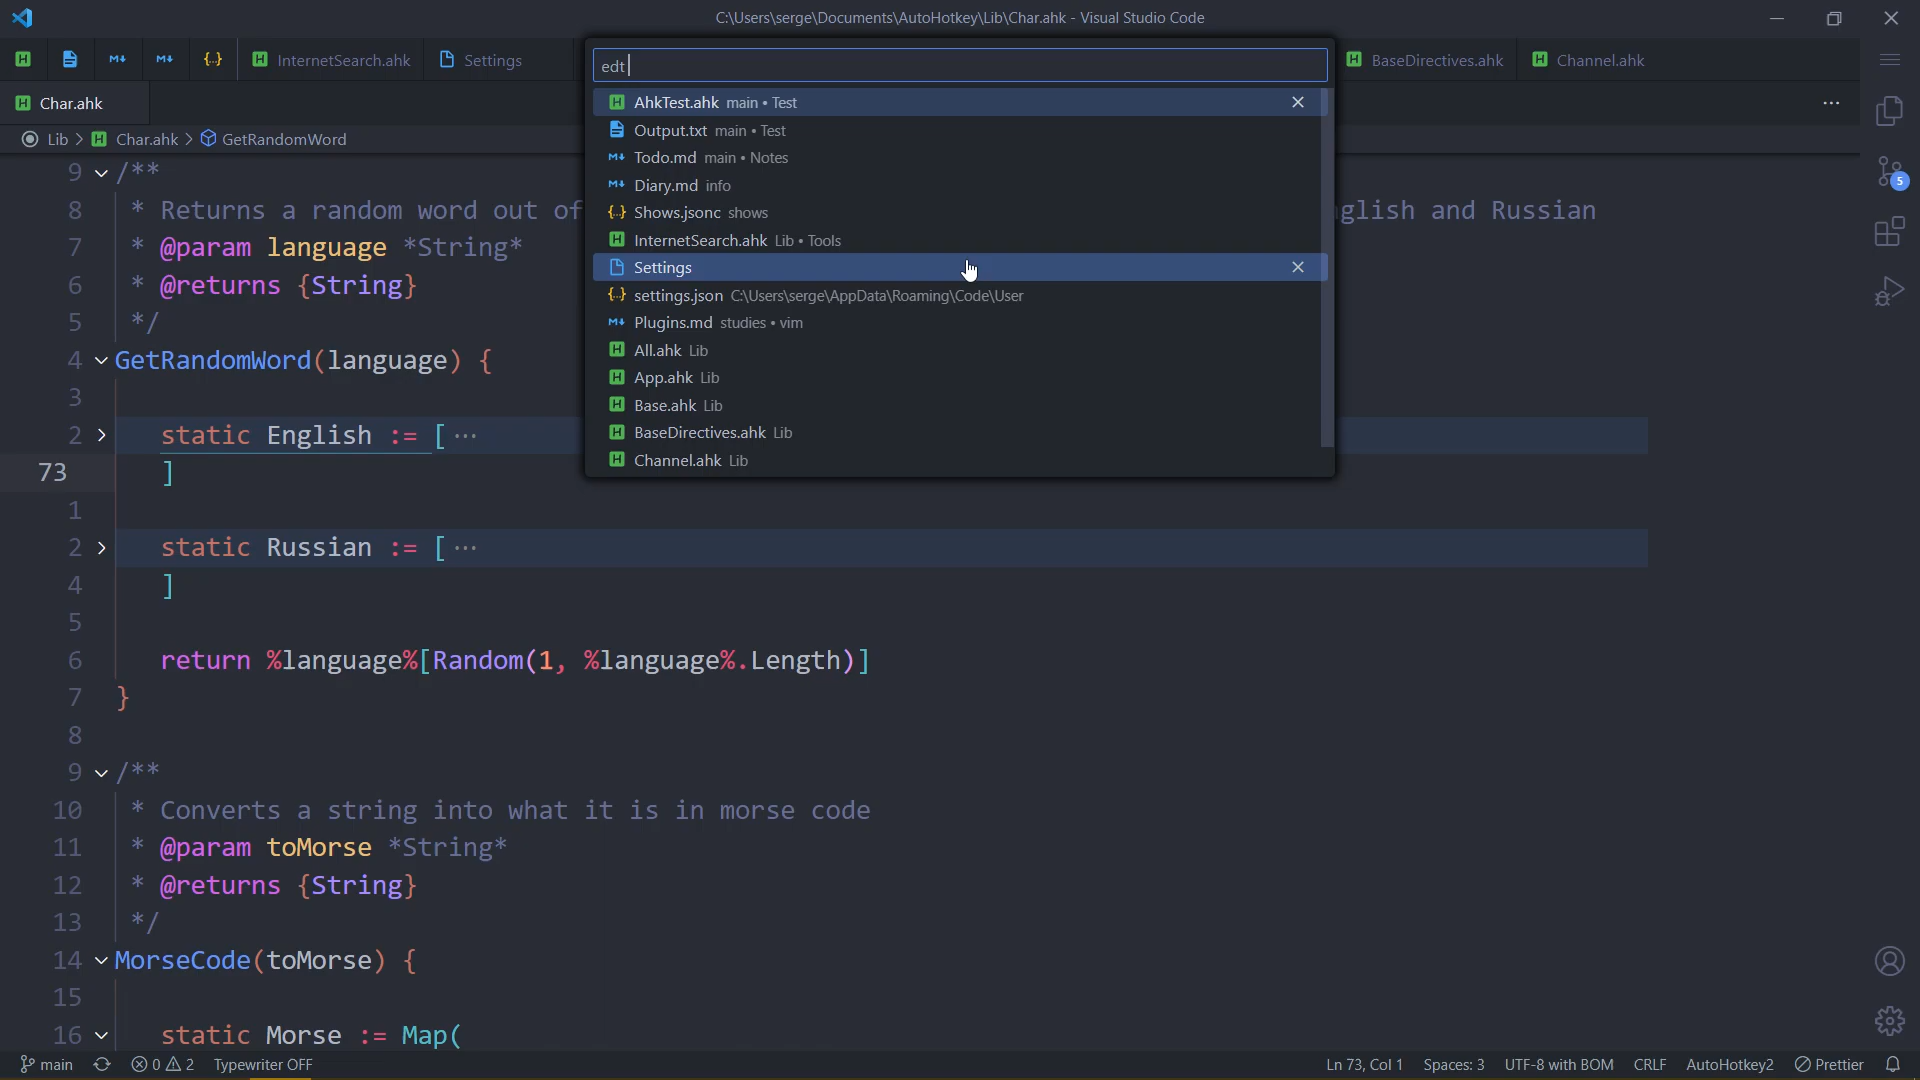 C:\Users\serge\Documents\AutoHotkey\Lib\Char.ahk - Visual Studio Code
InternetSearch.ahk
Settings
BaseDirectives.ahk
Channel.ahk
Char.ahk
Lib > Char.ahk > GetRandomWord
edt
AhkTest.ahk main • Test
Output.txt main • Test
Todo.md main • Notes
Diary.md info
Shows.jsonc shows
InternetSearch.ahk Lib • Tools
Settings
settings.json C:\Users\serge\AppData\Roaming\Code\User
Plugins.md studies • vim
All.ahk Lib
App.ahk Lib
Base.ahk Lib
BaseDirectives.ahk Lib
Channel.ahk Lib
9 /**
8 * Returns a random word out of glish and Russian
7 * @param language *String*
6 * @returns {String}
5 */
4 GetRandomWord(language) {
3
2 static English := [ ···
73 ]
1
2 static Russian := [ ···
4 ]
5
6 return %language%[Random(1, %language%.Length)]
7 }
8
9 /**
10 * Converts a string into what it is in morse code
11 * @param toMorse *String*
12 * @returns {String}
13 */
14 MorseCode(toMorse) {
15
16 static Morse := Map(
5
main 0 2 Typewriter OFF Ln 73, Col 1 Spaces: 3 UTF-8 with BOM CRLF AutoHotkey2 Prettier